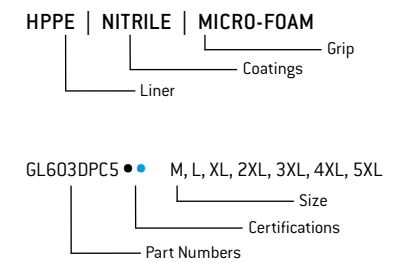 HPPE | NITRILE | MICRO-FOAM
Grip
Coatings
Liner
GL603DPC5 •• M, L, XL, 2XL, 3XL, 4XL, 5XL
Size
Certifications
Part Numbers